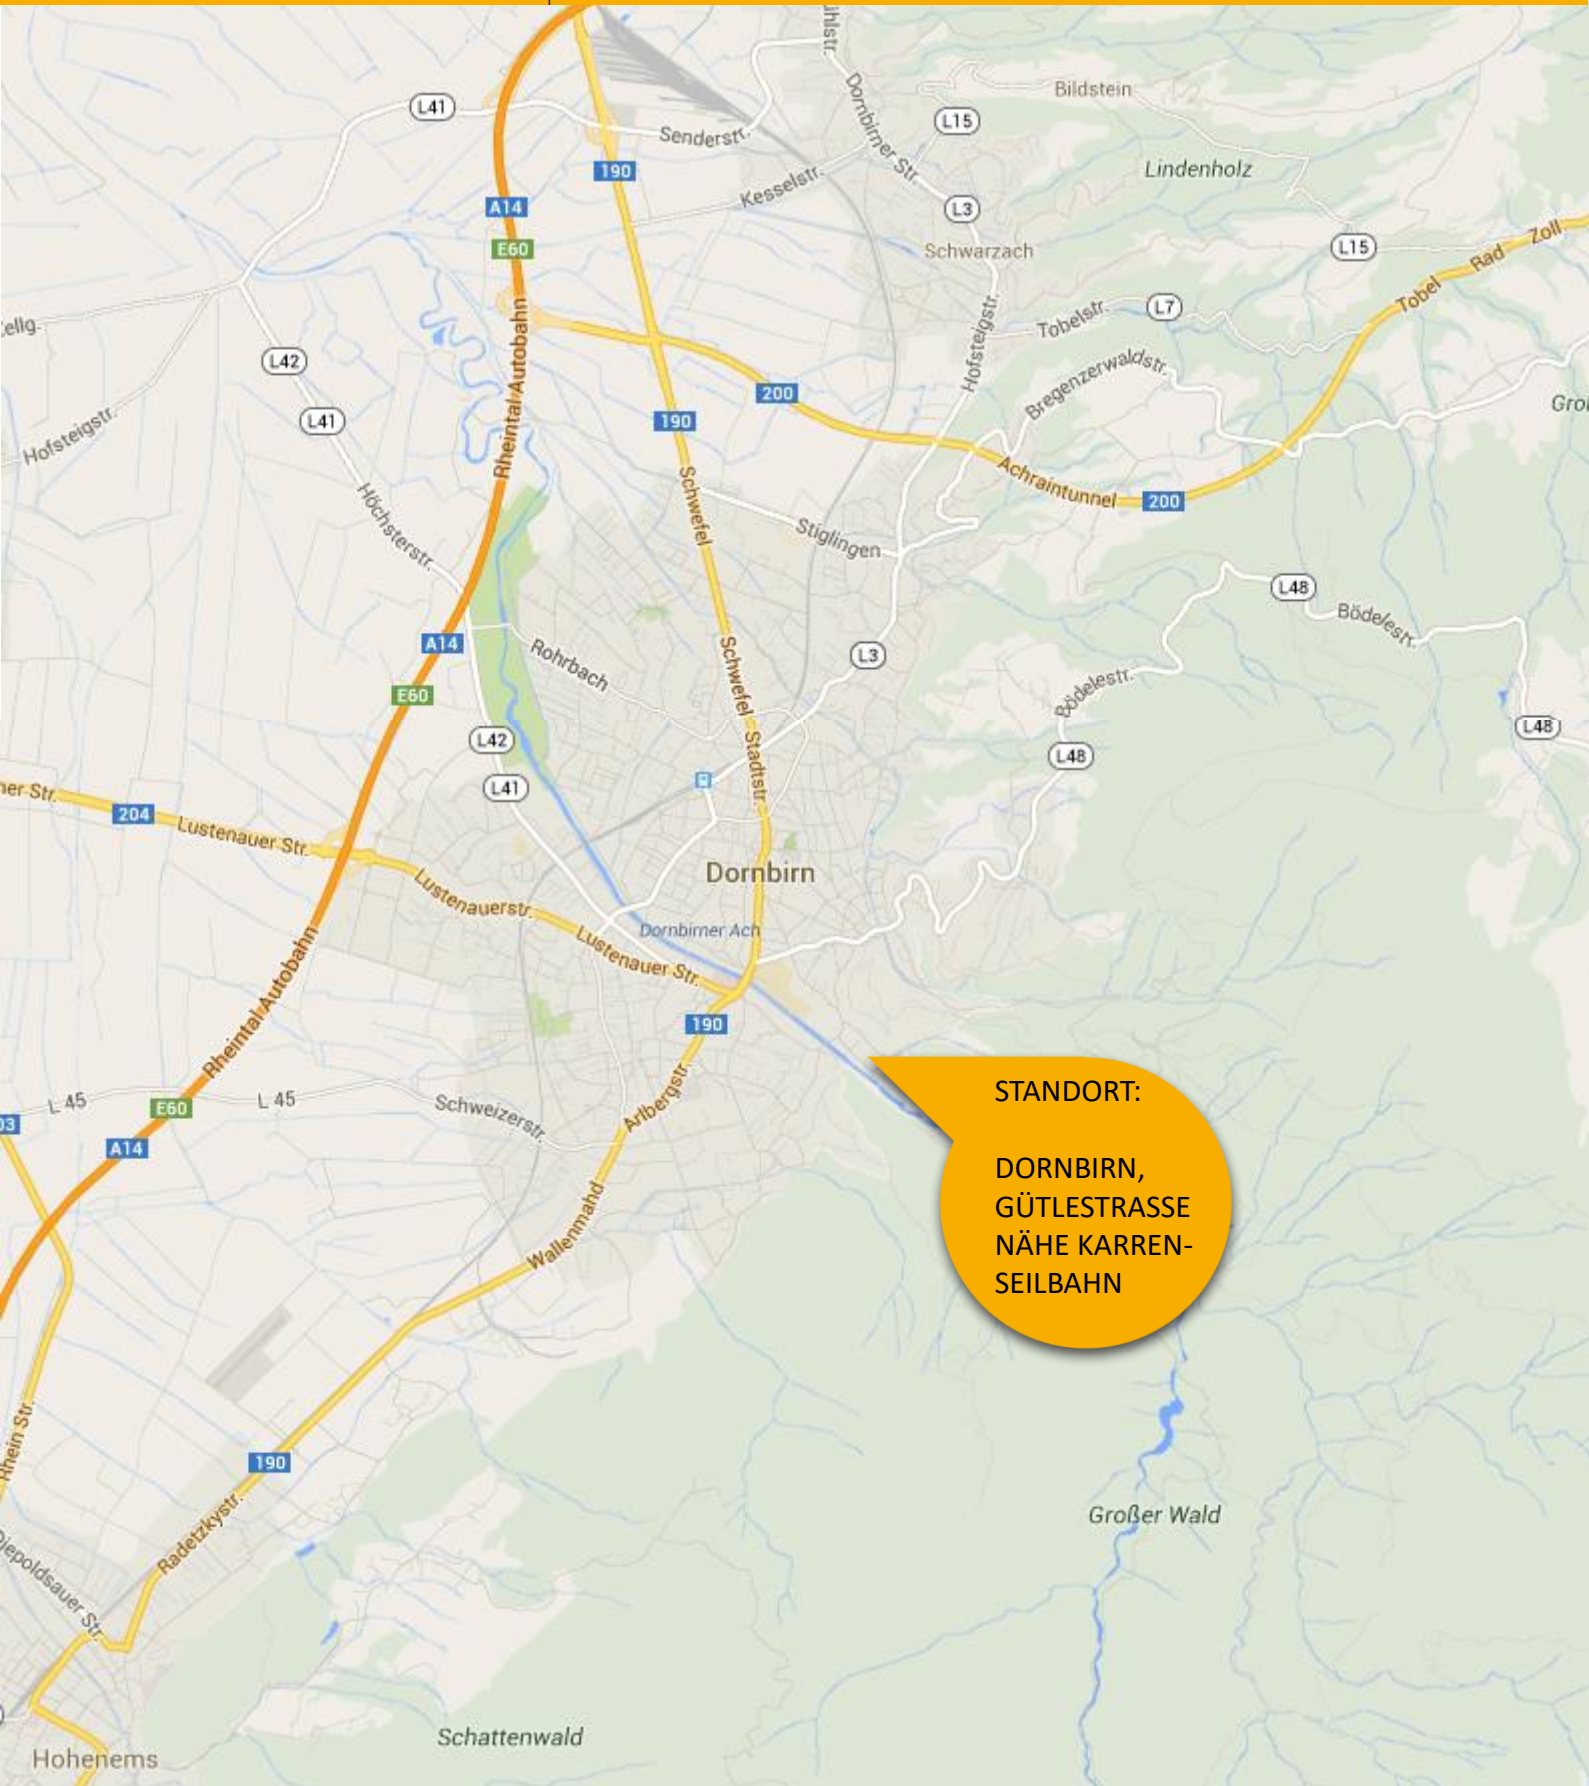 L41
Senderstr.
Dornbirner Str.
Bildstein
L15
190
Kesselstr.
Lindenholz
A14
L3
E60
Schwarzach
L15
Tobel Rad Zoll
Tobelstr.
L7
Hofsteigstr.
Rheintal/Autobahn
L42
Bregenzerwaldstr.
200
190
L41
Hofsteigstr.
Achraintunnel
200
Höchsterstr.
Schwefel
Stiglingen
L48
Bödelestr.
A14
Rohrbach
L3
E60
Schwefel
Bödelestr.
L42
Stadtstr.
L48
L48
L41
204
Lustenauer Str.
Dornbirn
Lustenauerstr.
Dornbirner Ach
Lustenauer Str.
Rheintal/Autobahn
190
L 45
E60
L 45
Schweizerstr.
Arlbergstr.
A14
STANDORT:
DORNBIRN,
GÜTLESTRASSE
NÄHE KARREN-
SEILBAHN
Wallenmahd
Rhein Str.
190
Radetzkystr.
Großer Wald
Diepoldsauer Str.
Schattenwald
Hohenems